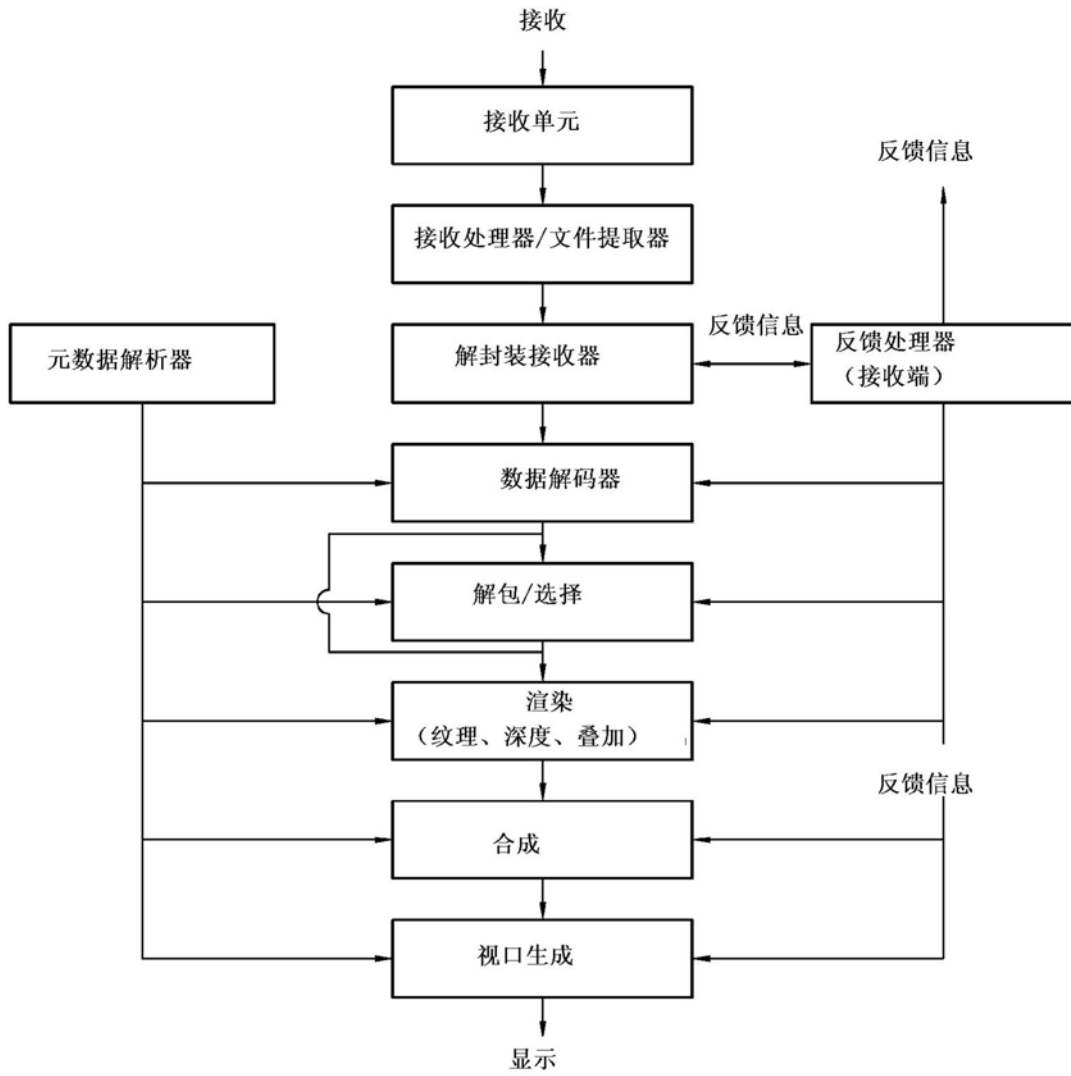 接收
接收单元
反馈信息
接收处理器/文件提取器
反馈信息
元数据解析器
解封装接收器
反馈处理器
（接收端）
数据解码器
解包/选择
渲染
（纹理、深度、叠加）
反馈信息
合成
视口生成
显示